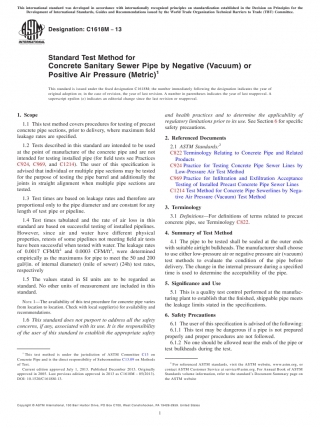 This international standard was developed in accordance with internationally recognized principles on standardization established in the Decision on Principles for the
Development of International Standards, Guides and Recommendations issued by the World Trade Organization Technical Barriers to Trade (TBT) Committee.
Designation: C1618M – 13
Standard Test Method for
Concrete Sanitary Sewer Pipe by Negative (Vacuum) or
Positive Air Pressure (Metric)1
This standard is issued under the fixed designation C1618M; the number immediately following the designation indicates the year of
original adoption or, in the case of revision, the year of last revision. A number in parentheses indicates the year of last reapproval. A
superscript epsilon (ε) indicates an editorial change since the last revision or reapproval.
1. Scope
1.1 This test method covers procedures for testing of precast
concrete pipe sections, prior to delivery, where maximum field
leakage rates are specified.
1.2 Tests described in this standard are intended to be used
at the point of manufacture of the concrete pipe and are not
intended for testing installed pipe (for field tests see Practices
C924, C969, and C1214). The user of this specification is
advised that individual or multiple pipe sections may be tested
for the purpose of testing the pipe barrel and additionally the
joints in straight alignment when multiple pipe sections are
tested.
1.3 Test times are based on leakage rates and therefore are
proportional only to the pipe diameter and are constant for any
length of test pipe or pipeline.
1.4 Test times tabulated and the rate of air loss in this
standard are based on successful testing of installed pipelines.
However, since air and water have different physical
properties, retests of some pipelines not meeting field air tests
have been successful when tested with water. The leakage rates
of 0.0017 CFM/ft2 and 0.0003 CFM/ft2, were determined
empirically as the maximums for pipe to meet the 50 and 200
gal/in. of internal diameter/ (mile of sewer) (24h) test rates,
respectively.
1.5 The values stated in SI units are to be regarded as
standard. No other units of measurement are included in this
standard.
NOTE 1—The availability of this test procedure for concrete pipe varies
from location to location. Check with local supplier(s) for availability and
recommendations.
1.6 This standard does not purport to address all the safety
concerns, if any, associated with its use. It is the responsibility
of the user of this standard to establish the appropriate safety
and health practices and to determine the applicability of
regulatory limitations prior to its use. See Section 8 for specific
safety precautions.
2. Referenced Documents
2.1 ASTM Standards:2
C822 Terminology Relating to Concrete Pipe and Related
Products
C924 Practice for Testing Concrete Pipe Sewer Lines by
Low-Pressure Air Test Method
C969 Practice for Infiltration and Exfiltration Acceptance
Testing of Installed Precast Concrete Pipe Sewer Lines
C1214 Test Method for Concrete Pipe Sewerlines by Nega-
tive Air Pressure (Vacuum) Test Method
3. Terminology
3.1 Definitions—For definitions of terms related to precast
concrete pipe, see Terminology C822.
4. Summary of Test Method
4.1 The pipe to be tested shall be sealed at the outer ends
with suitable airtight bulkheads. The manufacturer shall choose
to use either low-pressure air or negative pressure air (vacuum)
test methods to evaluate the condition of the pipe before
delivery. The change in the internal pressure during a specified
time is used to determine the acceptability of the pipe.
5. Significance and Use
5.1 This is a quality test control performed at the manufac-
turing plant to establish that the finished, shippable pipe meets
the leakage limits stated in the specifications.
6. Safety Precautions
6.1 The user of this specification is advised of the following:
6.1.1 This test may be dangerous if a pipe is not prepared
properly and proper procedures are not followed.
6.1.2 No one should be allowed near the ends of the pipe or
test bulkheads during the test.
1 This test method is under the jurisdiction of ASTM Committee C13 on
Concrete Pipe and is the direct responsibility of Subcommittee C13.09 on Methods
of Test.
Current edition approved July 1, 2013. Published December 2013. Originally
approved in 2005. Last previous edition approved in 2013 as C1618M – 05(2013).
DOI: 10.1520/C1618M-13.
2 For referenced ASTM standards, visit the ASTM website, www.astm.org, or
contact ASTM Customer Service at service@astm.org. For Annual Book of ASTM
Standards volume information, refer to the standard's Document Summary page on
the ASTM website.
Copyright © ASTM International, 100 Barr Harbor Drive, PO Box C700, West Conshohocken, PA 19428-2959. United States
1